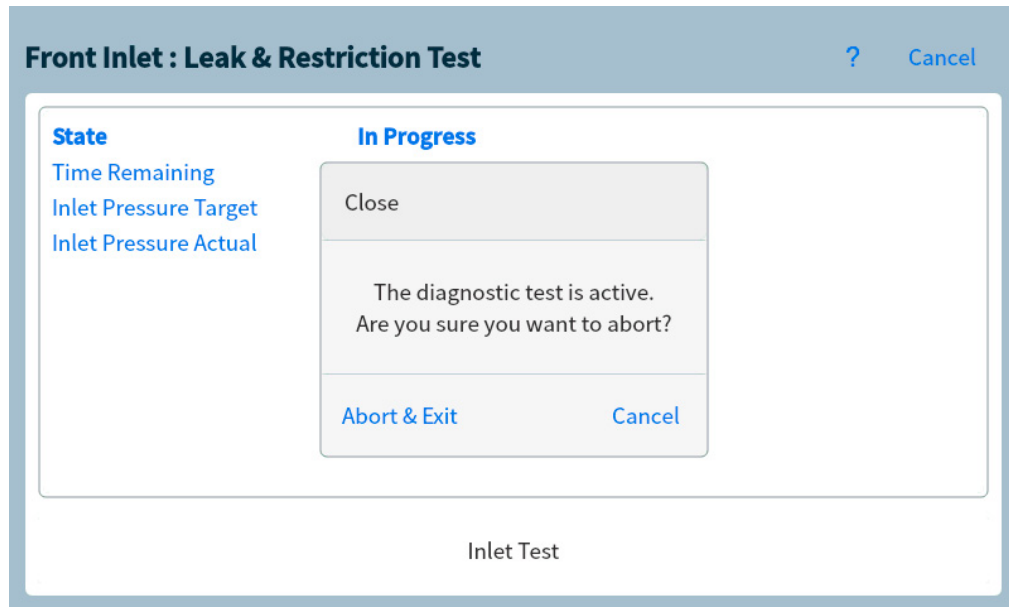 Front Inlet : Leak & Restriction Test ? Cancel
State In Progress
Time Remaining
Inlet Pressure Target
Inlet Pressure Actual
Close
The diagnostic test is active.
Are you sure you want to abort?
Abort & Exit Cancel
Inlet Test